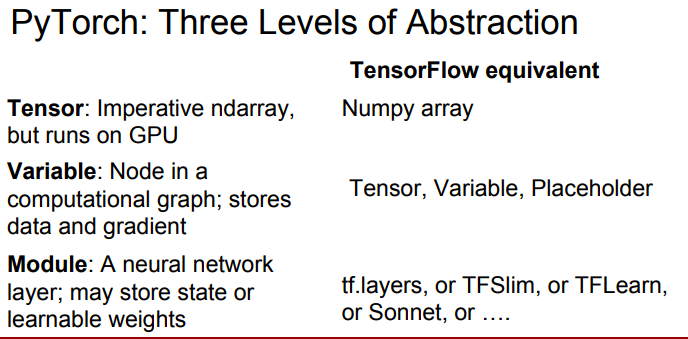 PyTorch: Three Levels of Abstraction
TensorFlow equivalent
Tensor: Imperative ndarray,
but runs on GPU
Numpy array
Variable: Node in a
computational graph; stores
data and gradient
Tensor, Variable, Placeholder
Module: A neural network
layer; may store state or
learnable weights
tf.layers, or TFSlim, or TFLearn,
or Sonnet, or ....